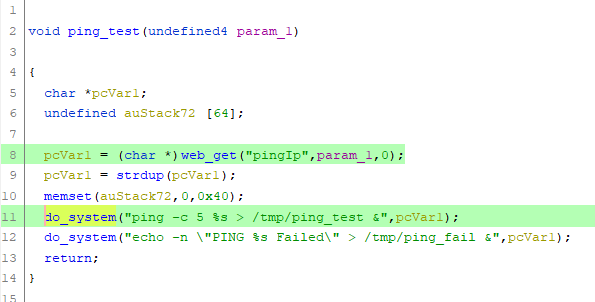 1
2 void ping_test(undefined4 param_1)
3
4 {
5 char *pcVar1;
6 undefined auStack72 [64];
7
8 pcVar1 = (char *)web_get("pingIp",param_1,0);
9 pcVar1 = strdup(pcVar1);
10 memset(auStack72,0,0x40);
11 do_system("ping -c 5 %s > /tmp/ping_test &",pcVar1);
12 do_system("echo -n \"PING %s Failed\" > /tmp/ping_fail &",pcVar1);
13 return;
14 }
15